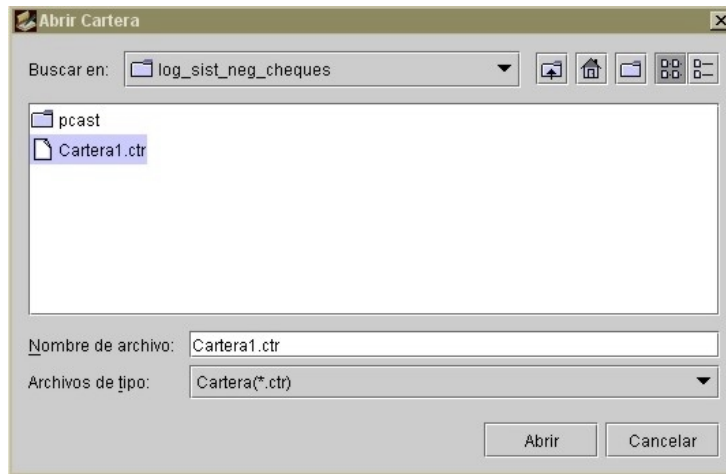 Abrir Cartera
Buscar en: log_sist_neg_cheques
pcast
Cartera1.ctr
Nombre de archivo: Cartera1.ctr
Archivos de tipo: Cartera(*.ctr)
Abrir Cancelar